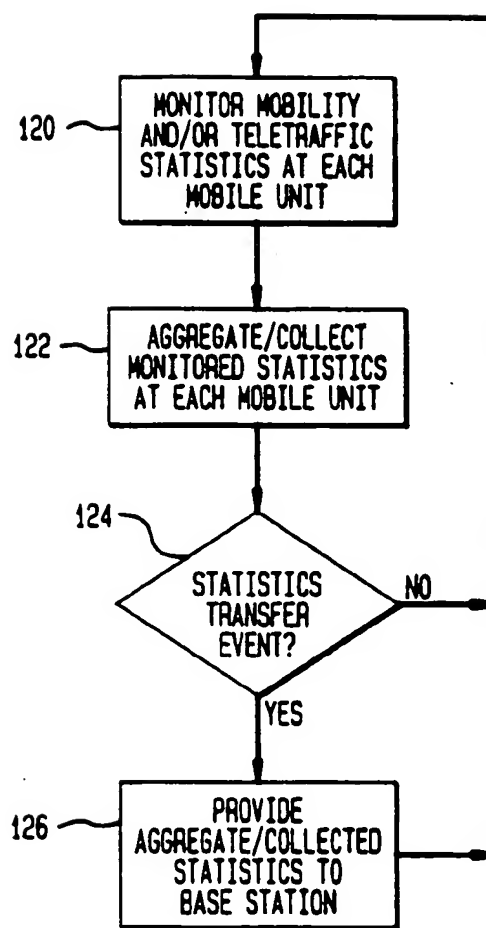 120
MONITOR MOBILITY
AND/OR TELETRAFFIC
STATISTICS AT EACH
MOBILE UNIT
122
AGGREGATE/COLLECT
MONITORED STATISTICS
AT EACH MOBILE UNIT
124
STATISTICS
TRANSFER
EVENT?
NO
YES
126
PROVIDE
AGGREGATE/COLLECTED
STATISTICS TO
BASE STATION